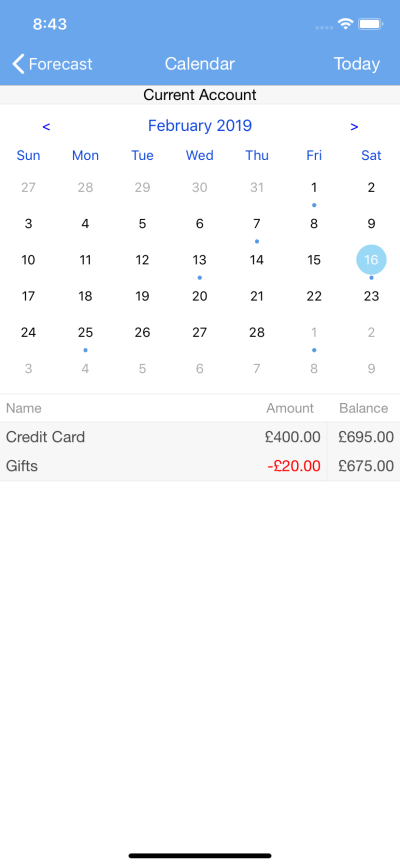 8:43
Forecast Calendar Today
Current Account
< February 2019 >
Sun Mon Tue Wed Thu Fri Sat
27 28 29 30 31 1 2
3 4 5 6 7 8 9
10 11 12 13 14 15 16
17 18 19 20 21 22 23
24 25 26 27 28 1 2
3 4 5 6 7 8 9
Name Amount Balance
Credit Card £400.00 £695.00
Gifts -£20.00 £675.00